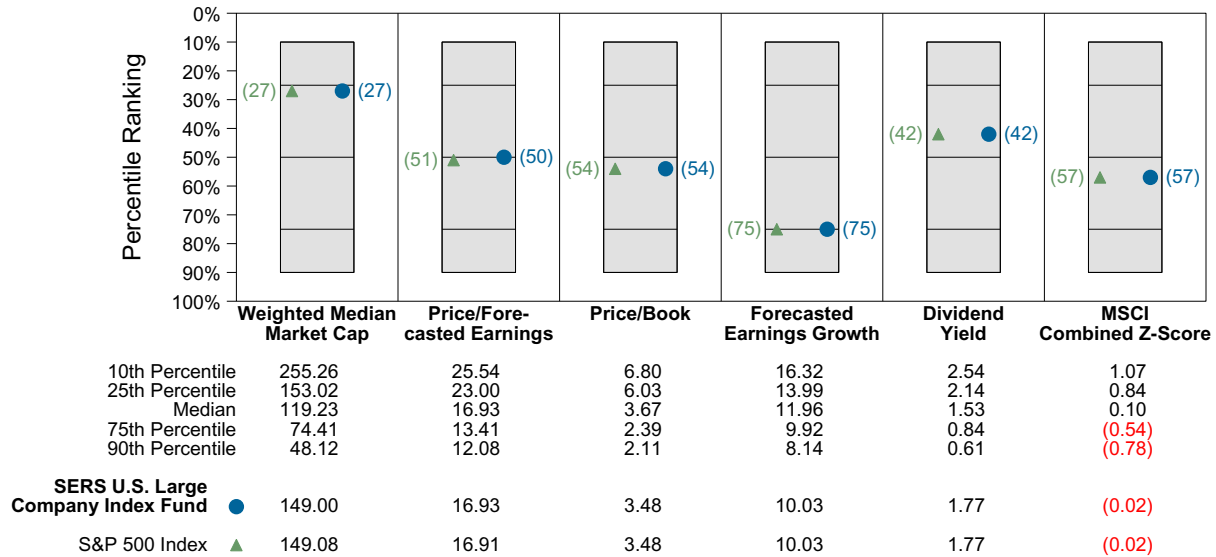 0%
10%
20%
30%
40%
50%
60%
70%
80%
90%
100%
Percentile Ranking
(27) (27)
(51) (50)
(54) (54)
(75) (75)
(42) (42)
(57) (57)
Weighted Median
Market Cap
Price/Fore-
casted Earnings
Price/Book
Forecasted
Earnings Growth
Dividend
Yield
MSCI
Combined Z-Score
10th Percentile 255.26 25.54 6.80 16.32 2.54 1.07
25th Percentile 153.02 23.00 6.03 13.99 2.14 0.84
Median 119.23 16.93 3.67 11.96 1.53 0.10
75th Percentile 74.41 13.41 2.39 9.92 0.84 (0.54)
90th Percentile 48.12 12.08 2.11 8.14 0.61 (0.78)
SERS U.S. Large
Company Index Fund 149.00 16.93 3.48 10.03 1.77 (0.02)
S&P 500 Index 149.08 16.91 3.48 10.03 1.77 (0.02)